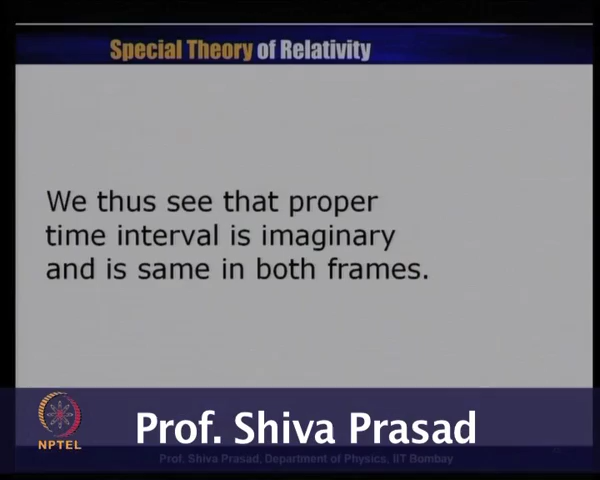 Special Theory of Relativity
We thus see that proper
time interval is imaginary
and is same in both frames.
Prof. Shiva Prasad
NPTEL
Prof. Shiva Prasad, Department of Physics, IIT Bombay